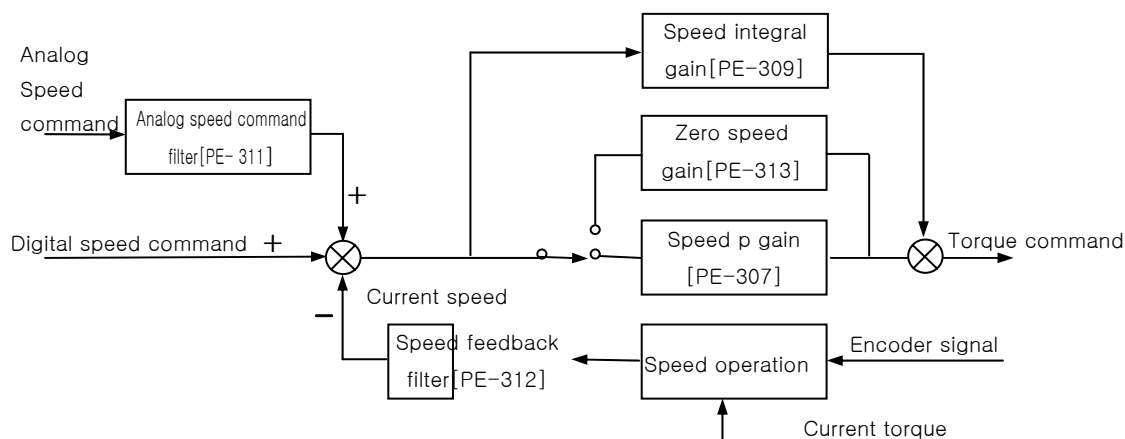 Analog
Speed
command
Analog speed command
filter[PE- 311]
Speed integral
gain[PE-309]
Zero speed
gain[PE-313]
+
Digital speed command +
Speed p gain
[PE-307]
Torque command
Current speed
−
Speed feedback
filter[PE-312]
Speed operation
Encoder signal
Current torque